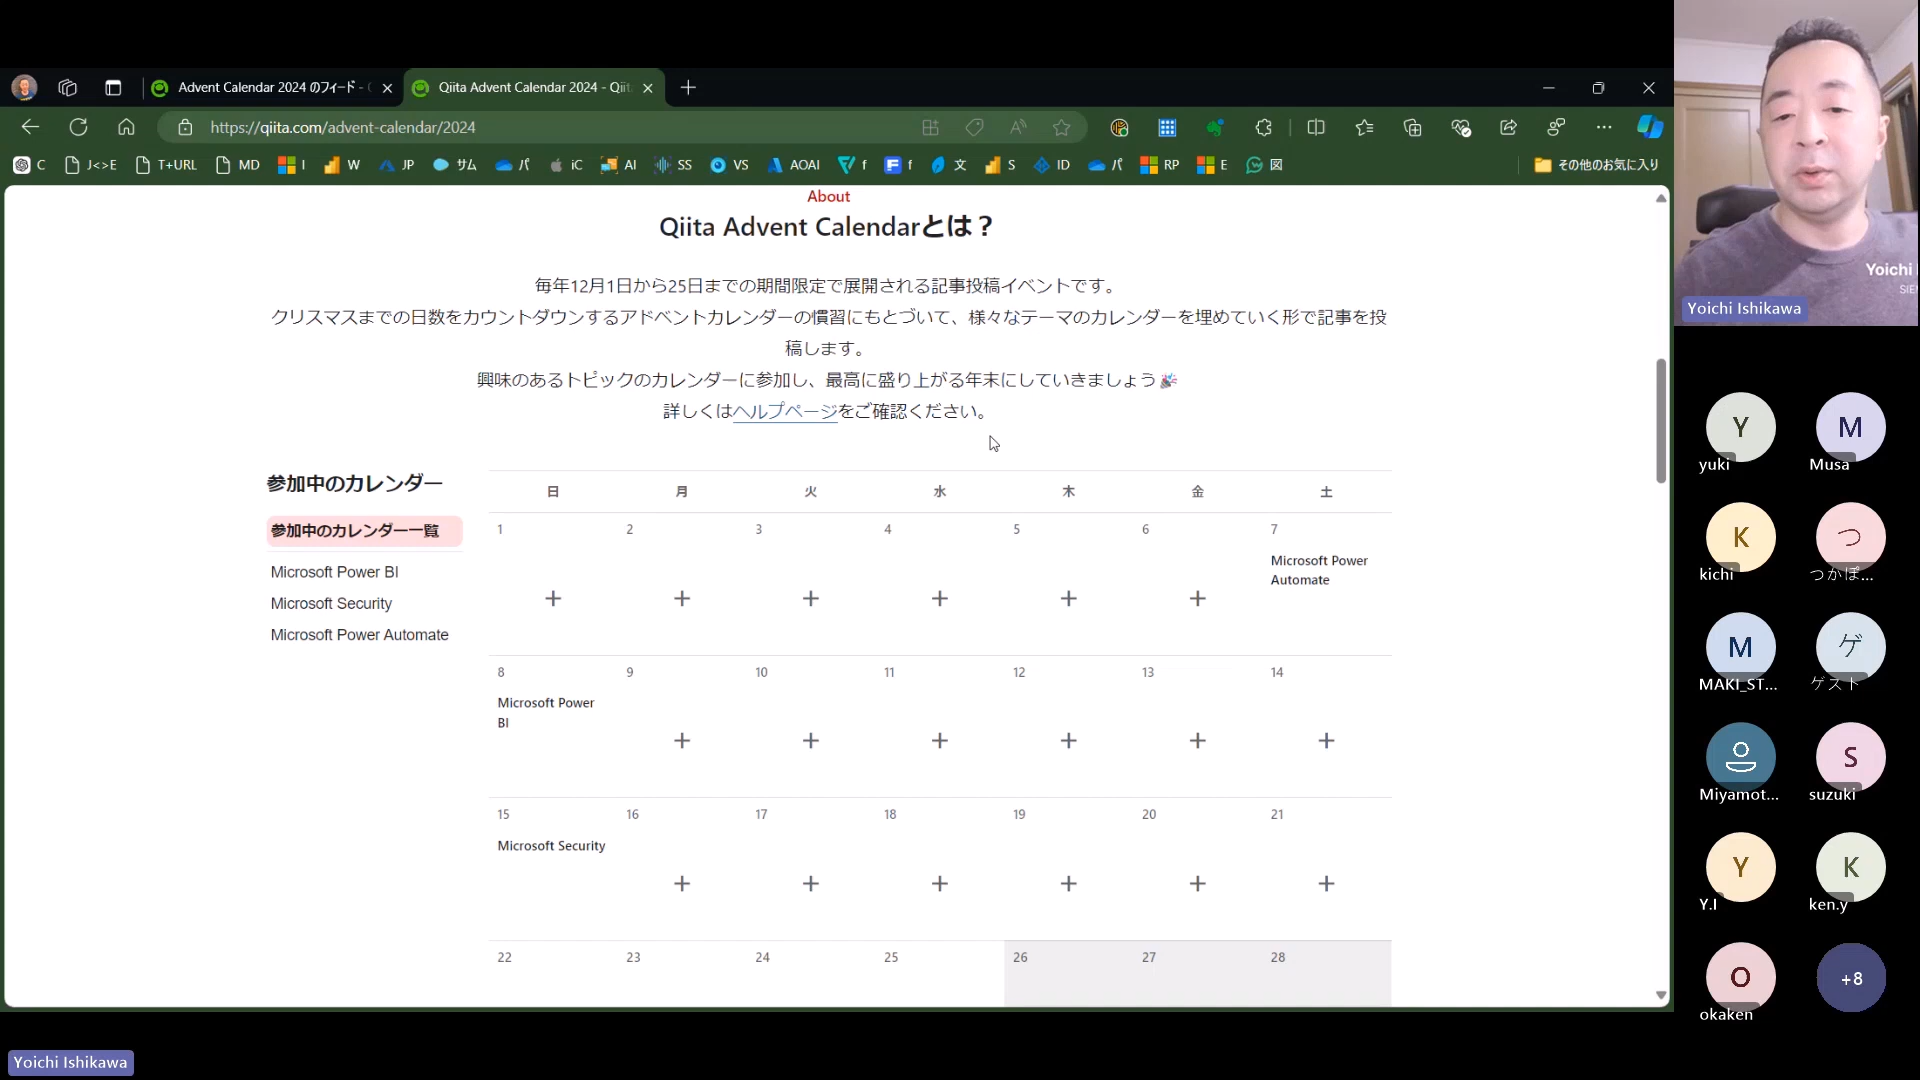 Advent Calendar 2024 のフィード - (
Qiita Advent Calendar 2024 - Qiit
https://qiita.com/advent-calendar/2024
C
J<=>E
T+URL
MD
I
W
JP
サム
パ
iC
AI
SS
VS
AOAI
f
f
文
S
ID
パ
RP
E
図
その他のお気に入り
About
Qiita Advent Calendarとは？
毎年12月1日から25日までの期間限定で展開される記事投稿イベントです。
クリスマスまでの日数をカウントダウンするアドベントカレンダーの慣習にもとづいて、様々なテーマのカレンダーを埋めていく形で記事を投
稿します。
興味のあるトピックのカレンダーに参加し、最高に盛り上がる年末にしていきましょう🎉
詳しくはヘルプページをご確認ください。
参加中のカレンダー
参加中のカレンダー一覧
Microsoft Power BI
Microsoft Security
Microsoft Power Automate
日 月 火 水 木 金 土
1 2 3 4 5 6 7
Microsoft Power
Automate
+ + + + + +
8 9 10 11 12 13 14
Microsoft Power
BI
+ + + + + +
15 16 17 18 19 20 21
Microsoft Security
+ + + + + +
22 23 24 25 26 27 28
Yoichi
SIE
Yoichi Ishikawa
Y
yuki
M
Musa
K
kichi
つ
つかぽ...
M
MAKI_ST...
ゲ
ゲスト
Miyamot...
S
suzuki
Y
Y.I
K
ken.y
O
okaken
+8
Yoichi Ishikawa